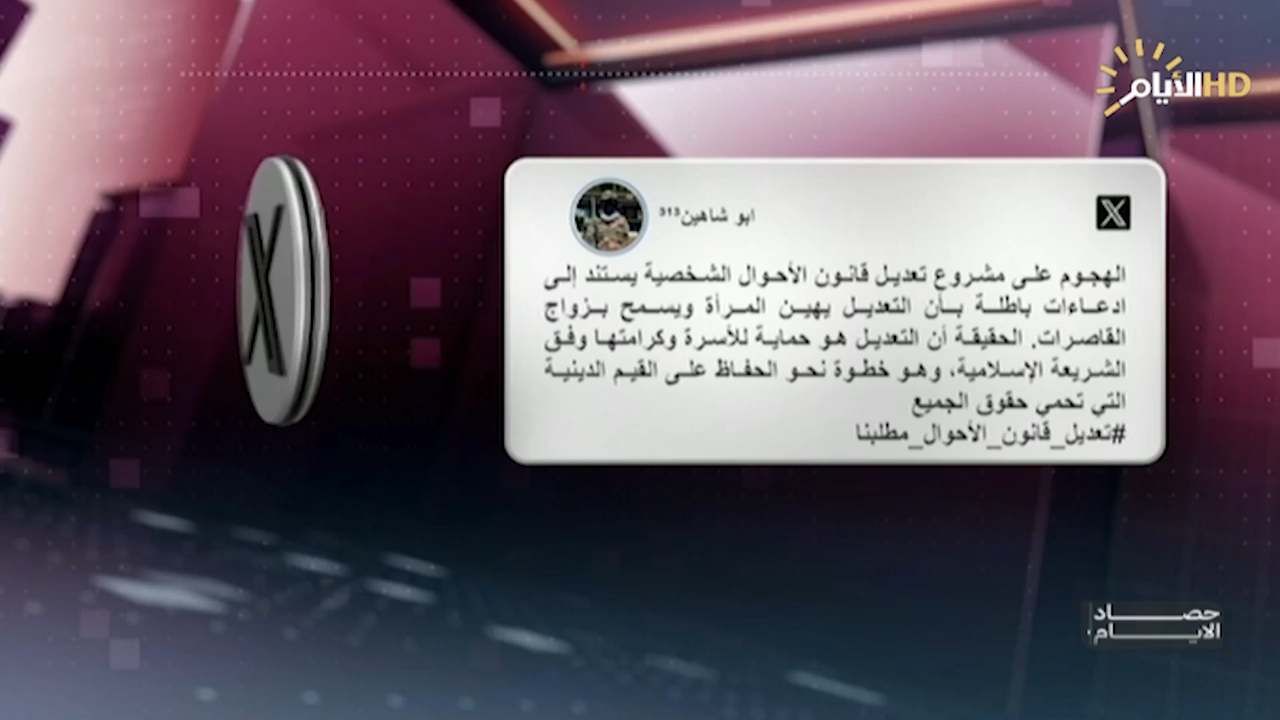 الأيام HD
ابو شاهين³¹³
الهجوم على مشروع تعديل قانون الأحوال الشخصية يستند إلى
ادعاءات باطلة بأن التعديل يهين المرأة ويسمح بزواج
القاصرات. الحقيقة أن التعديل هو حماية للأسرة وكرامتها وفق
الشريعة الإسلامية، وهو خطوة نحو الحفاظ على القيم الدينية
التي تحمي حقوق الجميع
#تعديل_قانون_الأحوال_مطلبنا
حصاد
الايام